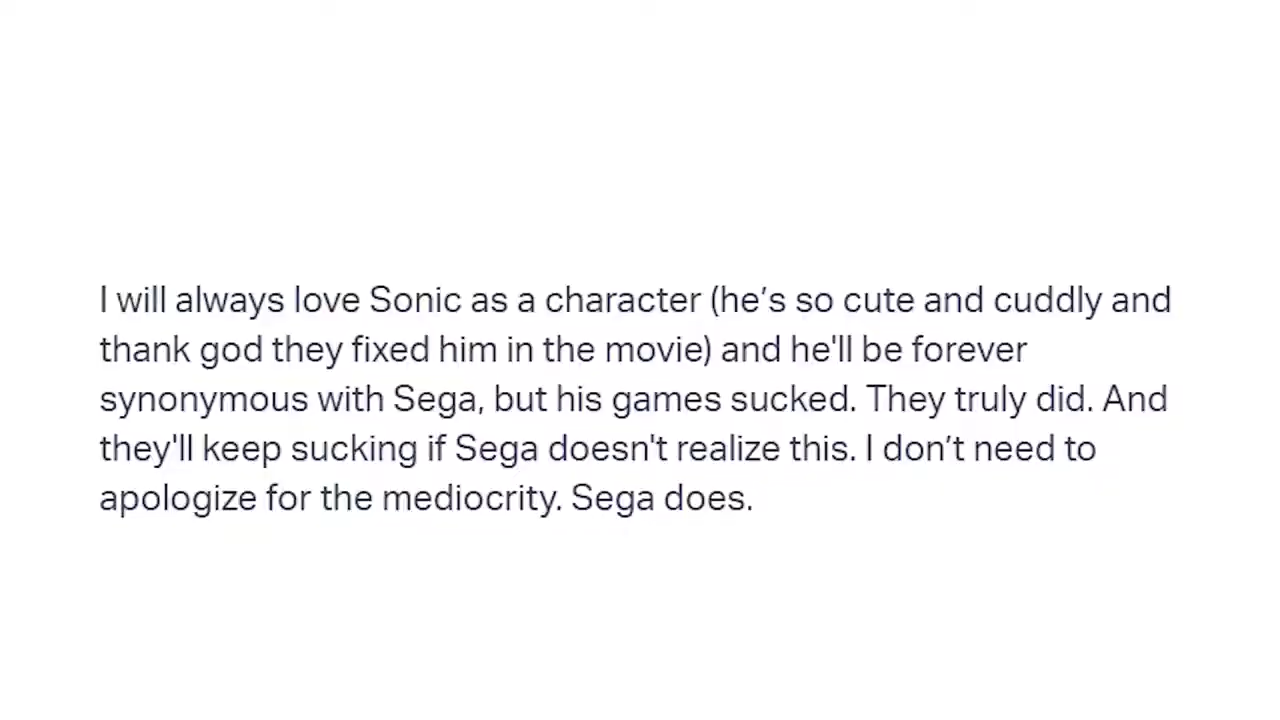 I will always love Sonic as a character (he’s so cute and cuddly and
thank god they fixed him in the movie) and he'll be forever
synonymous with Sega, but his games sucked. They truly did. And
they'll keep sucking if Sega doesn't realize this. I don’t need to
apologize for the mediocrity. Sega does.